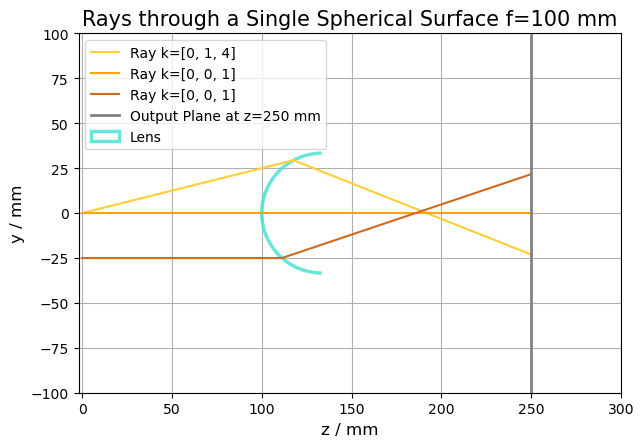 Rays through a Single Spherical Surface f=100 mm
100
75
50
25
0
−25
−50
−75
−100
y / mm
Ray k=[0, 1, 4]
Ray k=[0, 0, 1]
Ray k=[0, 0, 1]
Output Plane at z=250 mm
Lens
0
50
100
150
200
250
300
z / mm